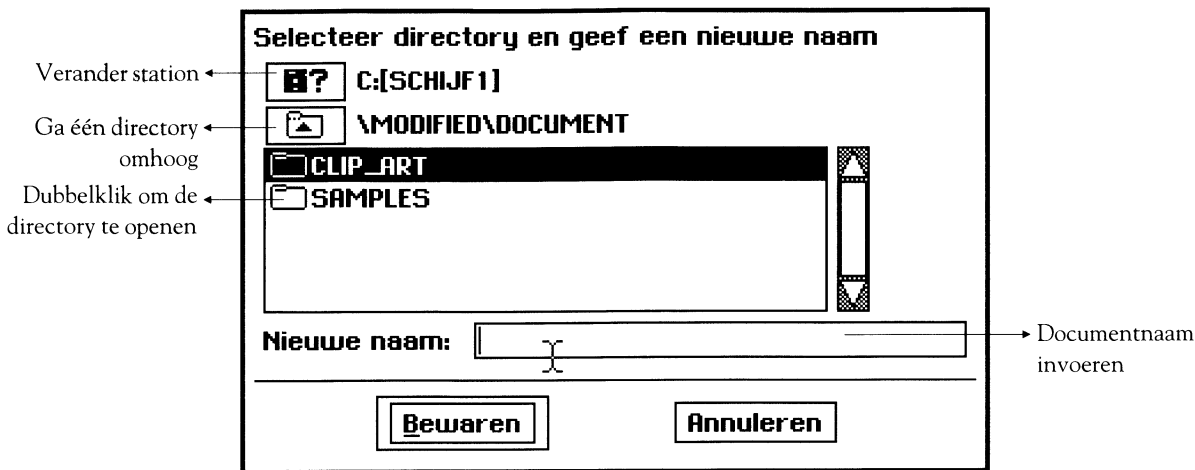 Selecteer directory en geef een nieuwe naam
Verander station
?
C:[SCHIJF1]
Ga één directory
omhoog
\MODIFIED\DOCUMENT
CLIP_ART
Dubbelklik om de
directory te openen
SAMPLES
Nieuwe naam:
Documentnaam
invoeren
Bewaren
Annuleren